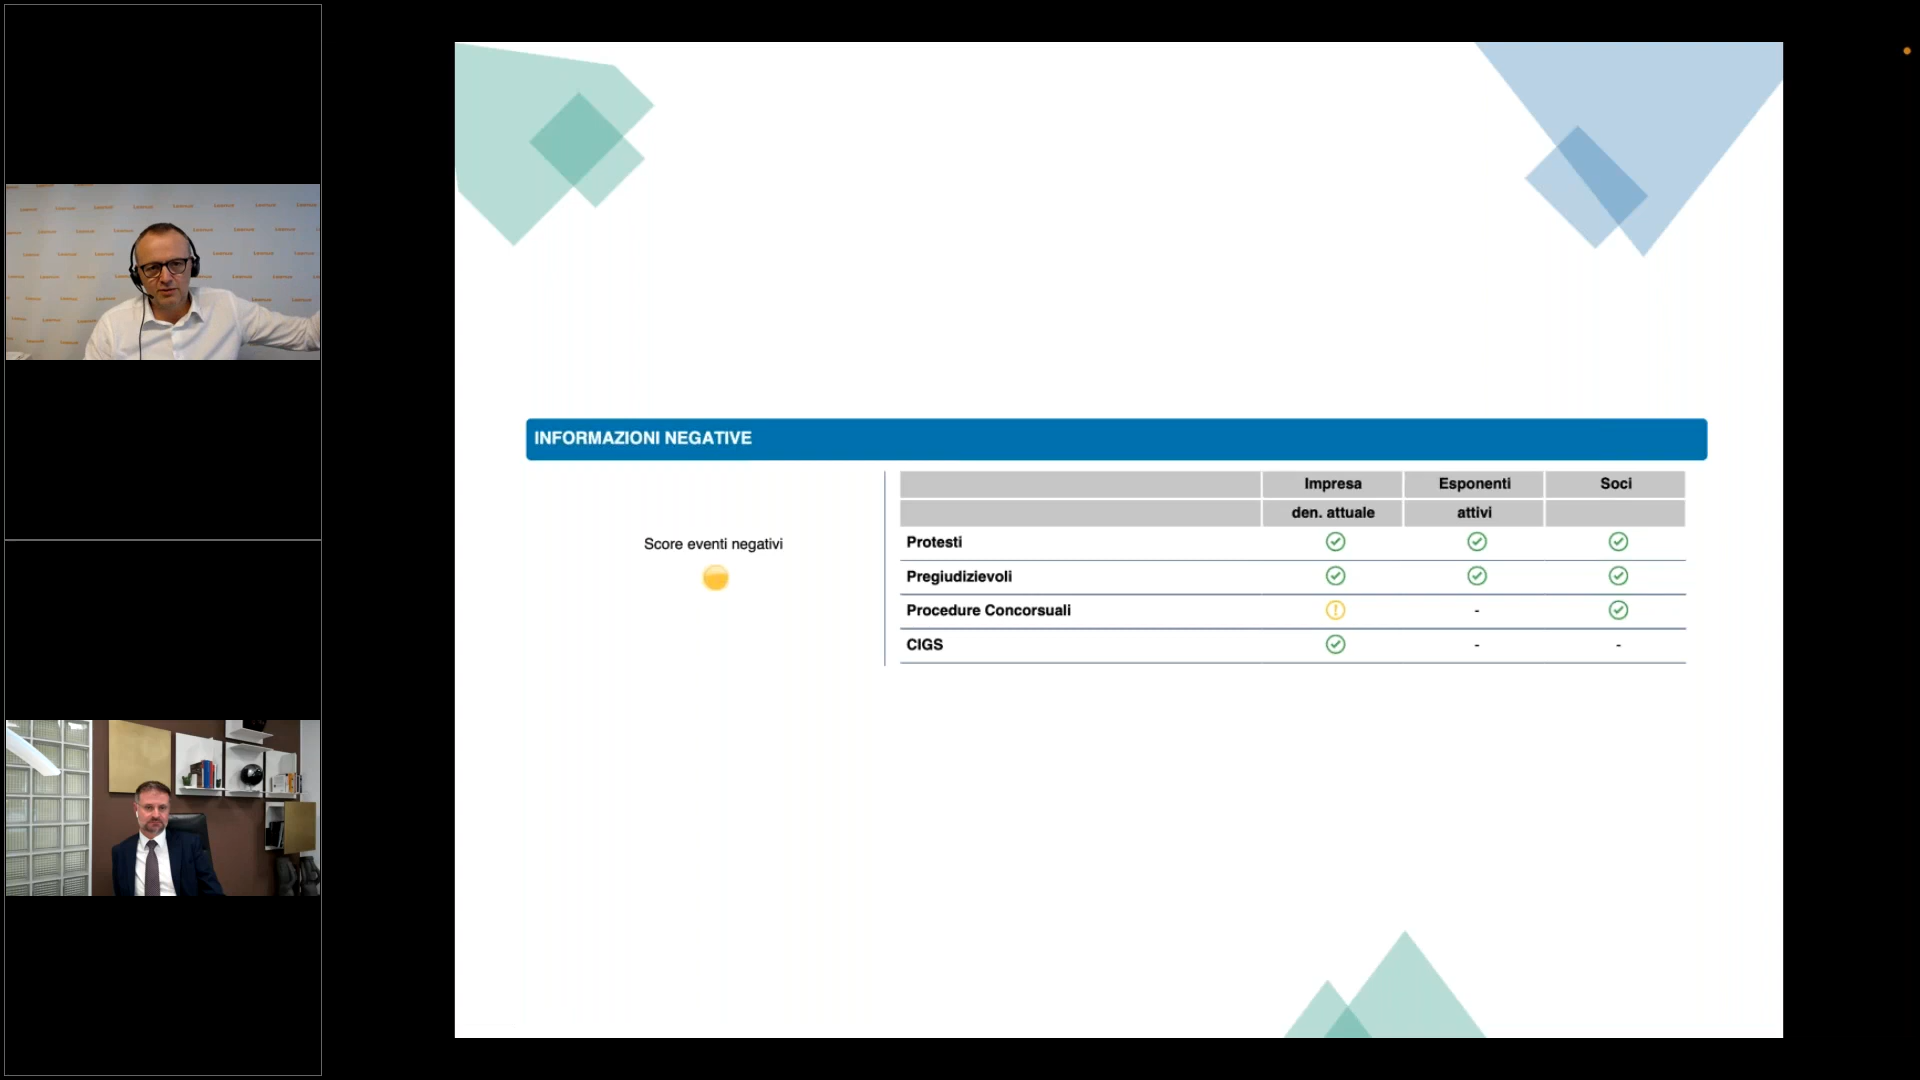 INFORMAZIONI NEGATIVE
Impresa Esponenti Soci
den. attuale attivi
Score eventi negativi
Protesti
Pregiudizievoli
Procedure Concorsuali - 
CIGS - -